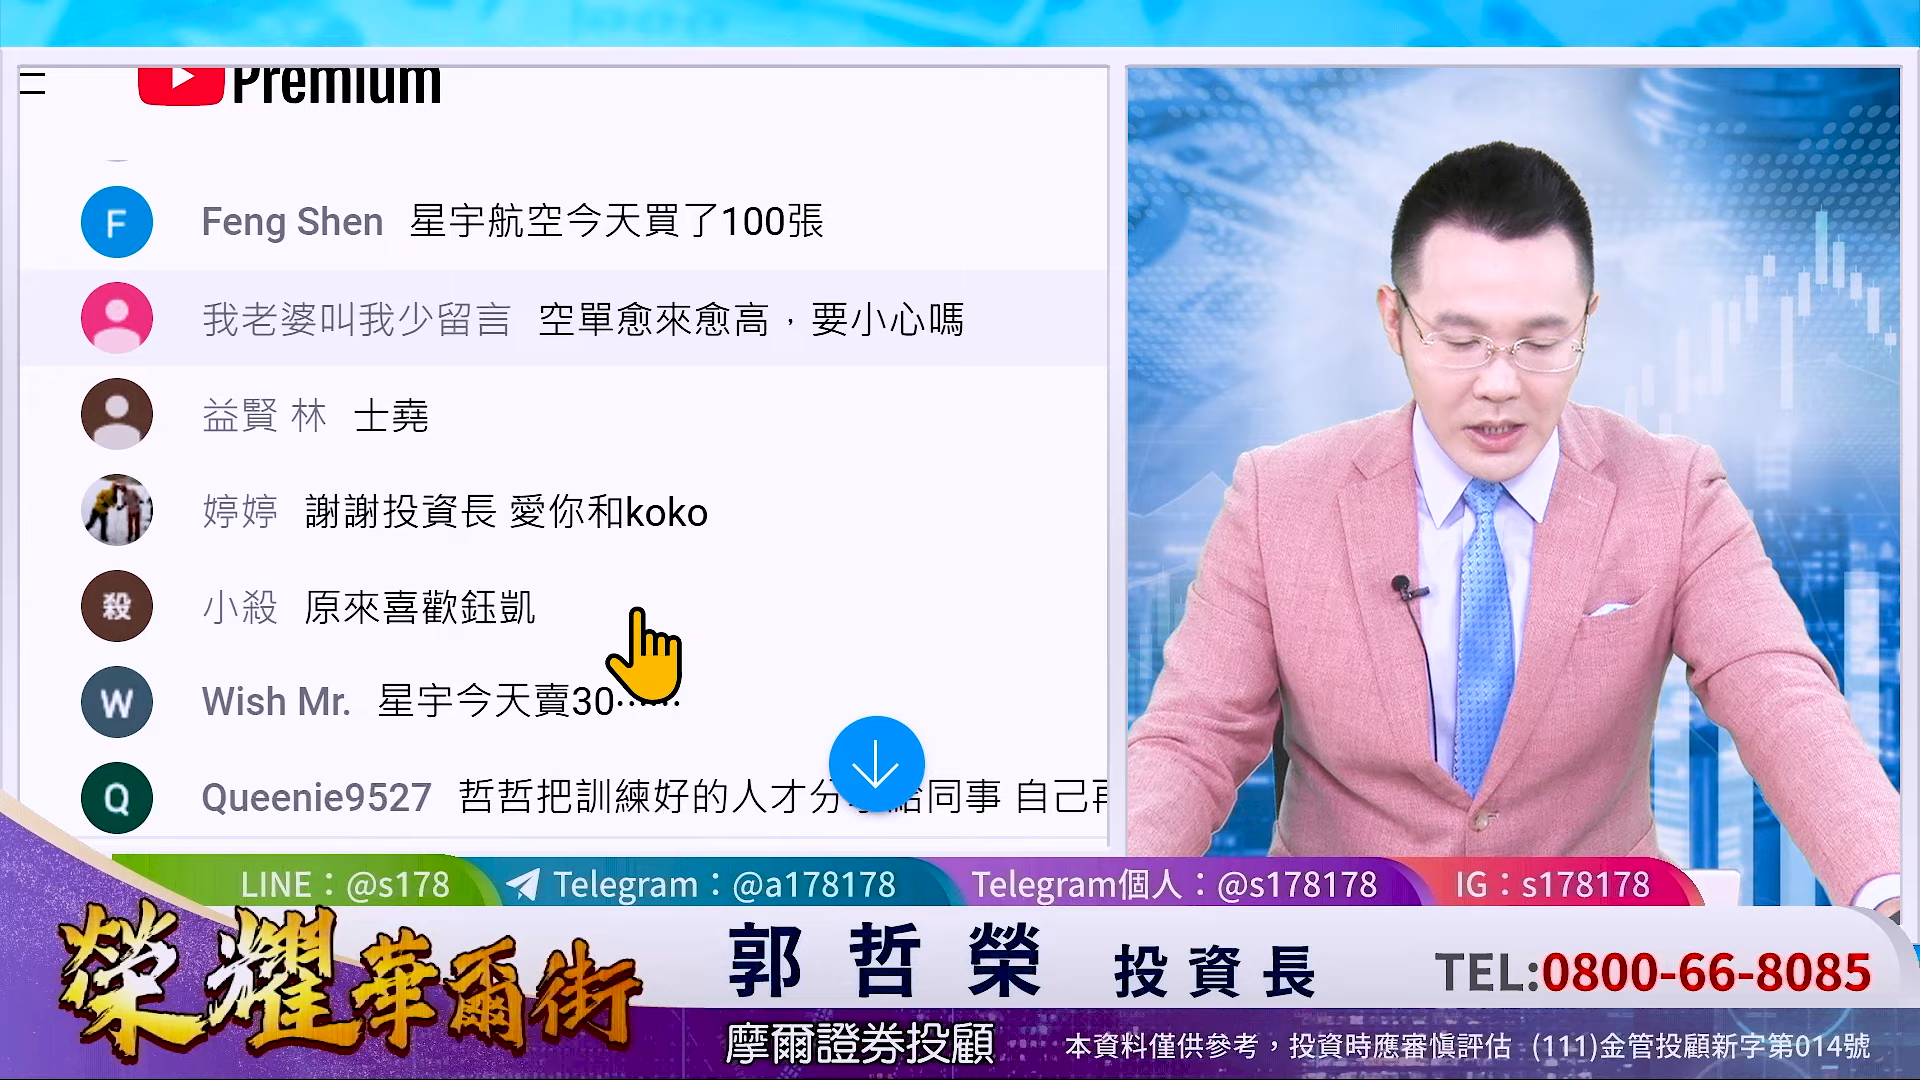 Premium
F Feng Shen 星宇航空今天買了100張
我老婆叫我少留言 空單愈來愈高，要小心嗎
益賢 林 士堯
婷婷 謝謝投資長 愛你和koko
殺 小殺 原來喜歡鈺凱
W Wish Mr. 星宇今天賣30......
Q Queenie9527 哲哲把訓練好的人才分 給同事 自己再
LINE：@s178 Telegram：@a178178 Telegram個人：@s178178 IG：s178178
榮耀華爾街
郭哲榮 投資長 TEL:0800-66-8085
摩爾證券投顧 本資料僅供參考，投資時應審慎評估 (111)金管投顧新字第014號